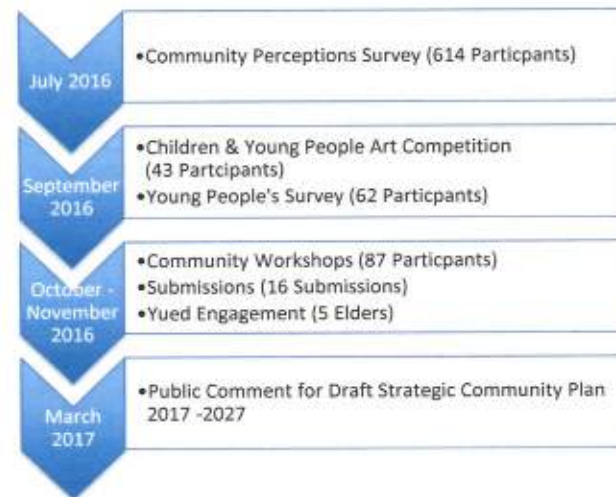 July 2016
•Community Perceptions Survey (614 Particpants)
September
2016
•Children & Young People Art Competition
(43 Partcipants)
•Young People's Survey (62 Particpants)
October -
November
2016
•Community Workshops (87 Particpants)
•Submissions (16 Submissions)
•Yued Engagement (5 Elders)
March
2017
•Public Comment for Draft Strategic Community Plan
2017 -2027